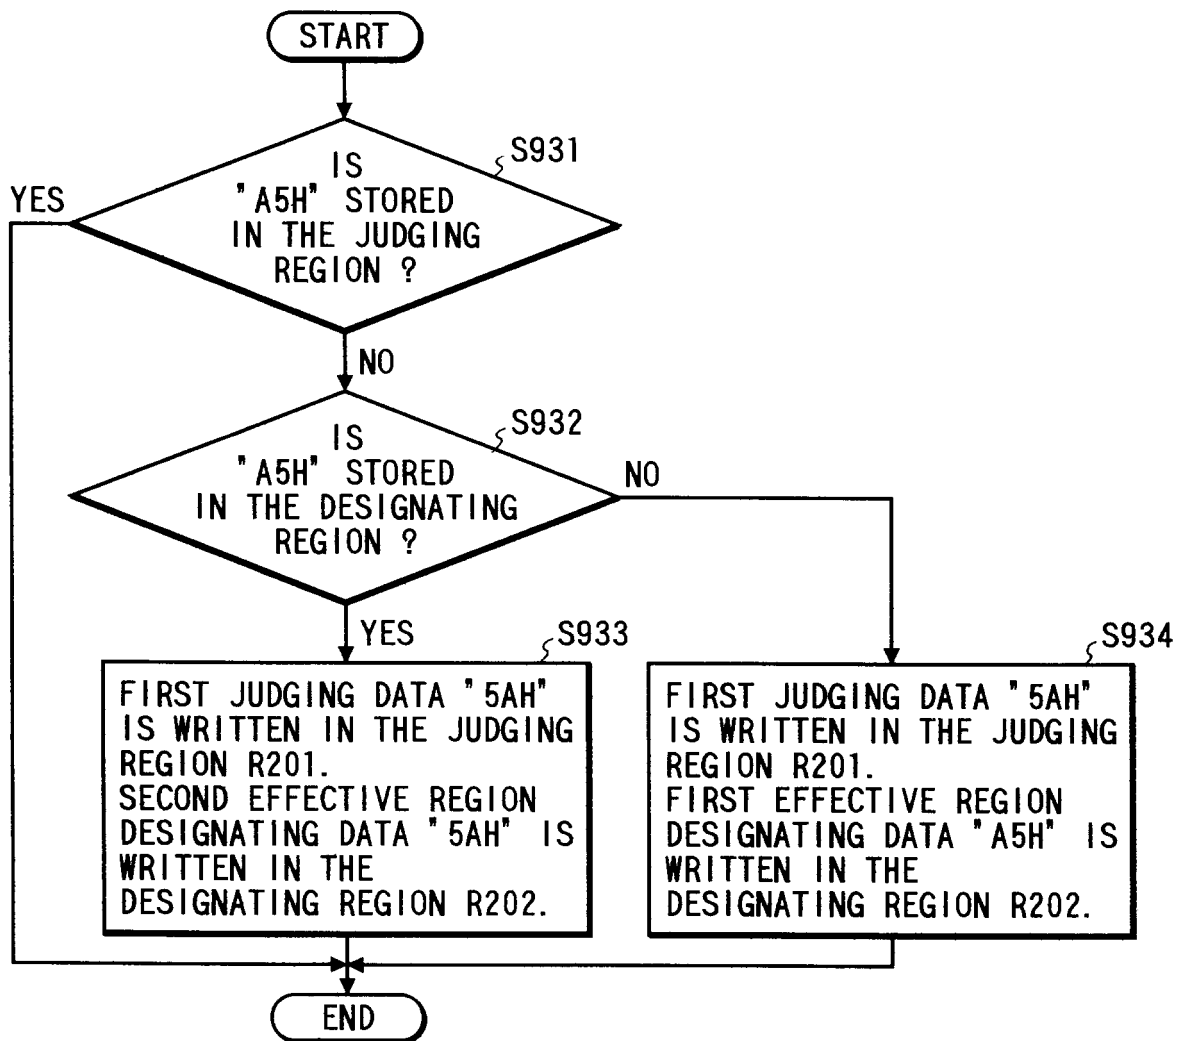 START
S931
IS
"A5H" STORED
IN THE JUDGING
REGION ?
YES
NO
S932
IS
"A5H" STORED
IN THE DESIGNATING
REGION ?
NO
YES
S933
FIRST JUDGING DATA "5AH"
IS WRITTEN IN THE JUDGING
REGION R201.
SECOND EFFECTIVE REGION
DESIGNATING DATA "5AH" IS
WRITTEN IN THE
DESIGNATING REGION R202.
S934
FIRST JUDGING DATA "5AH"
IS WRITTEN IN THE JUDGING
REGION R201.
FIRST EFFECTIVE REGION
DESIGNATING DATA "A5H" IS
WRITTEN IN THE
DESIGNATING REGION R202.
END